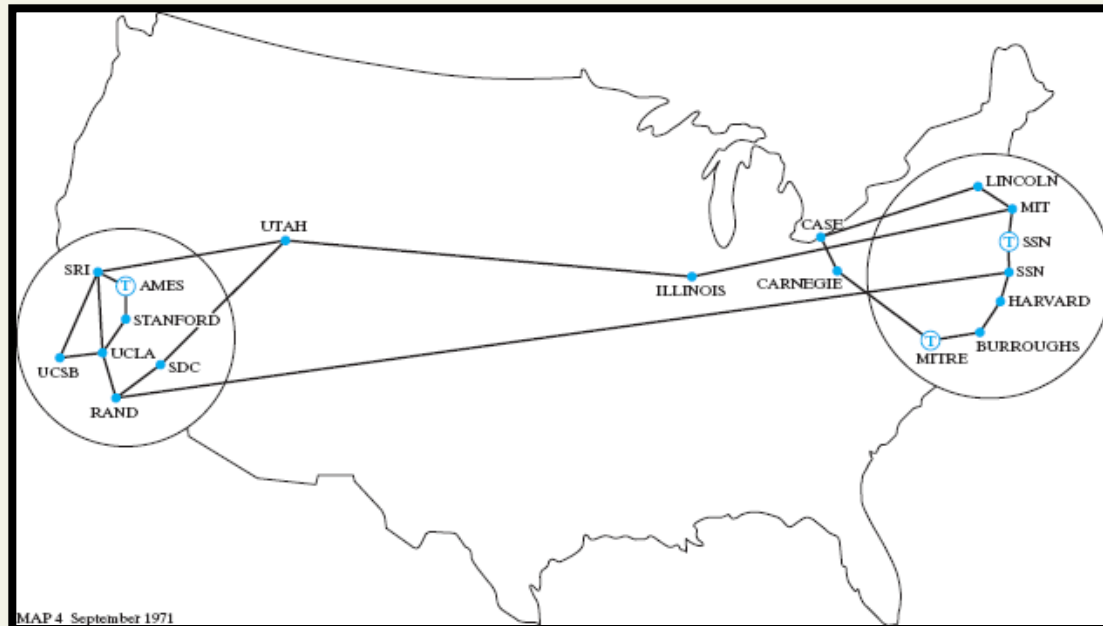 LINCOLN
MIT
UTAH
CASE
T
SSN
SRI
T
AMES
ILLINOIS
CARNEGIE
SSN
HARVARD
STANFORD
UCLA
SDC
UCSB
T
BURROUGHS
MITRE
RAND
MAP 4 September 1971